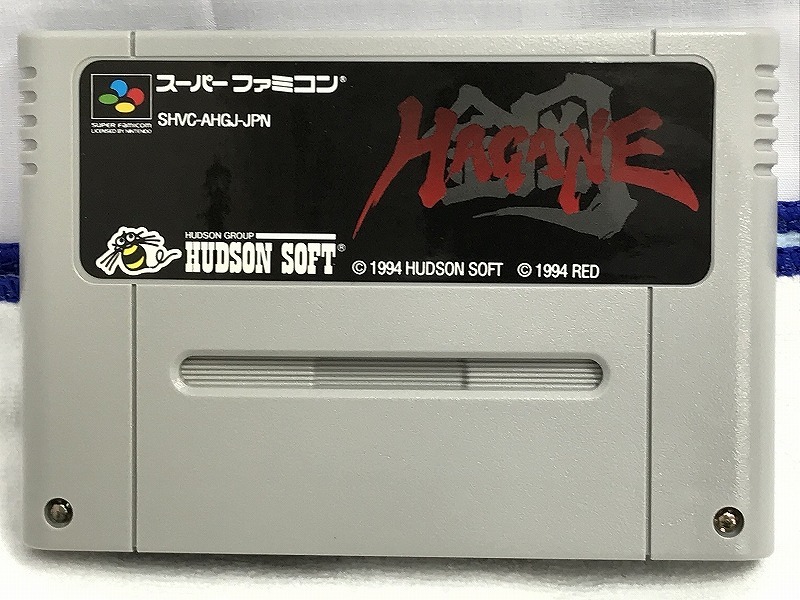 スーパーファミコン®
SUPER FAMICOM
LICENSED BY NINTENDO
SHVC-AHGJ-JPN
鋼
HAGANE
HUDSON GROUP
HUDSON SOFT®
© 1994 HUDSON SOFT © 1994 RED